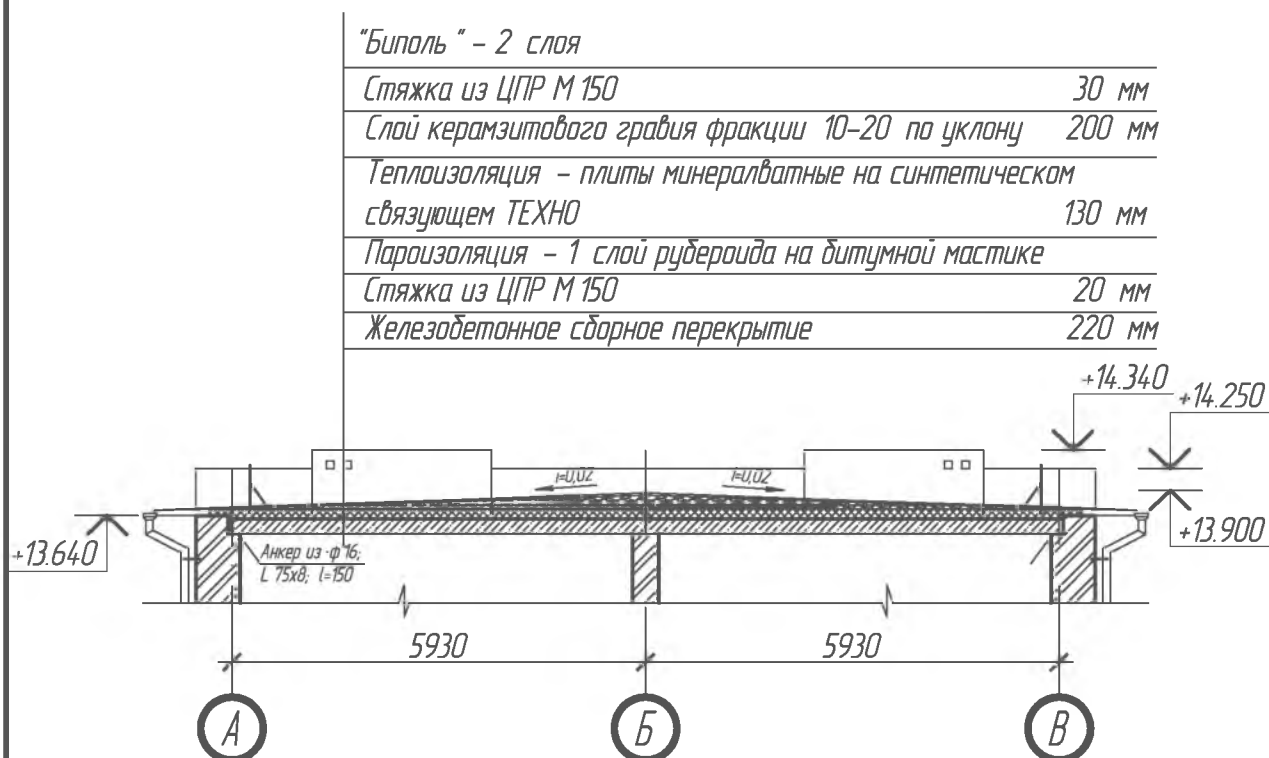 "Биполь" – 2 слоя
Стяжка из ЦПР М 150 30 мм
Слой керамзитового гравия фракции 10–20 по уклону 200 мм
Теплоизоляция – плиты минералватные на синтетическом
связующем ТЕХНО 130 мм
Пароизоляция – 1 слой рубероида на битумной мастике
Стяжка из ЦПР М 150 20 мм
Железобетонное сборное перекрытие 220 мм
+14.340
+14.250
i=0,02 i=0,02
+13.640
+13.900
Анкер из ф 16;
L 75х8; l=150
5930 5930
А Б В